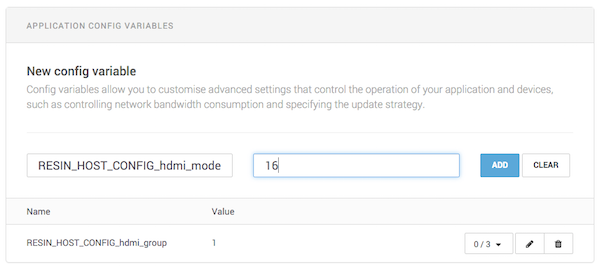 APPLICATION CONFIG VARIABLES
New config variable
Config variables allow you to customise advanced settings that control the operation of your application and devices,
such as controlling network bandwidth consumption and specifying the update strategy.
RESIN_HOST_CONFIG_hdmi_mode 16 ADD CLEAR
Name Value
RESIN_HOST_CONFIG_hdmi_group 1 0 / 3